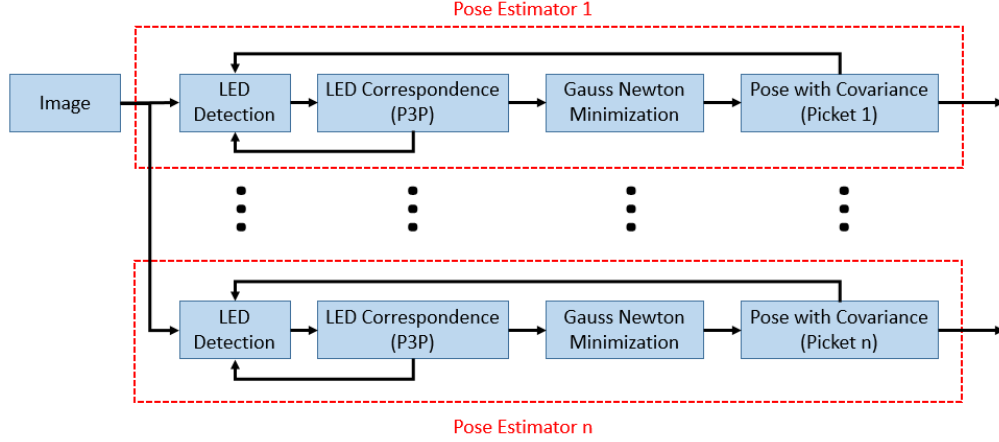 Pose Estimator 1
Image
LED
Detection
LED Correspondence
(P3P)
Gauss Newton
Minimization
Pose with Covariance
(Picket 1)
LED
Detection
LED Correspondence
(P3P)
Gauss Newton
Minimization
Pose with Covariance
(Picket n)
Pose Estimator n